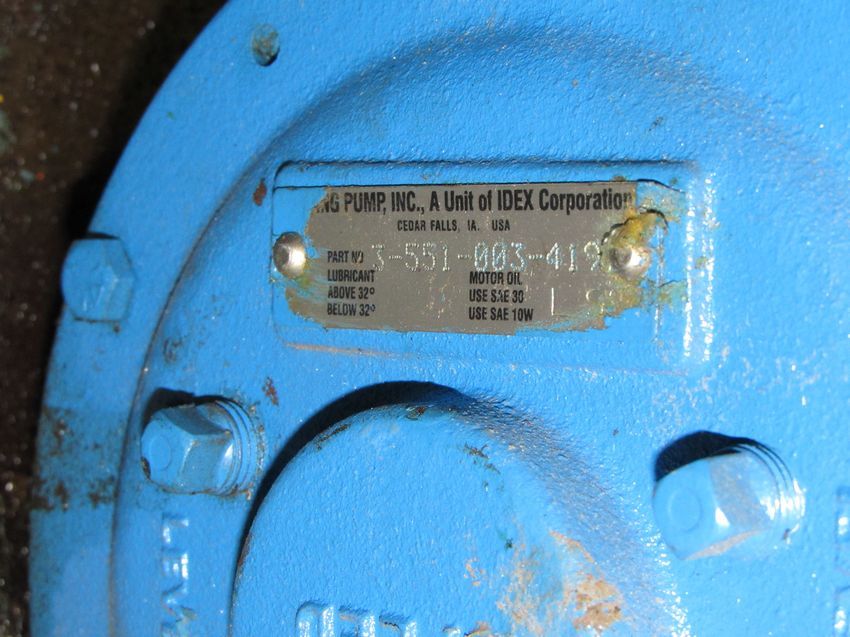 PUMP, INC., A Unit of IDEX Corporation
CEDAR FALLS, IA. USA
PART NO 3-551-003-419
LUBRICANT MOTOR OIL
ABOVE 32° USE SAE 30
BELOW 32° USE SAE 10W